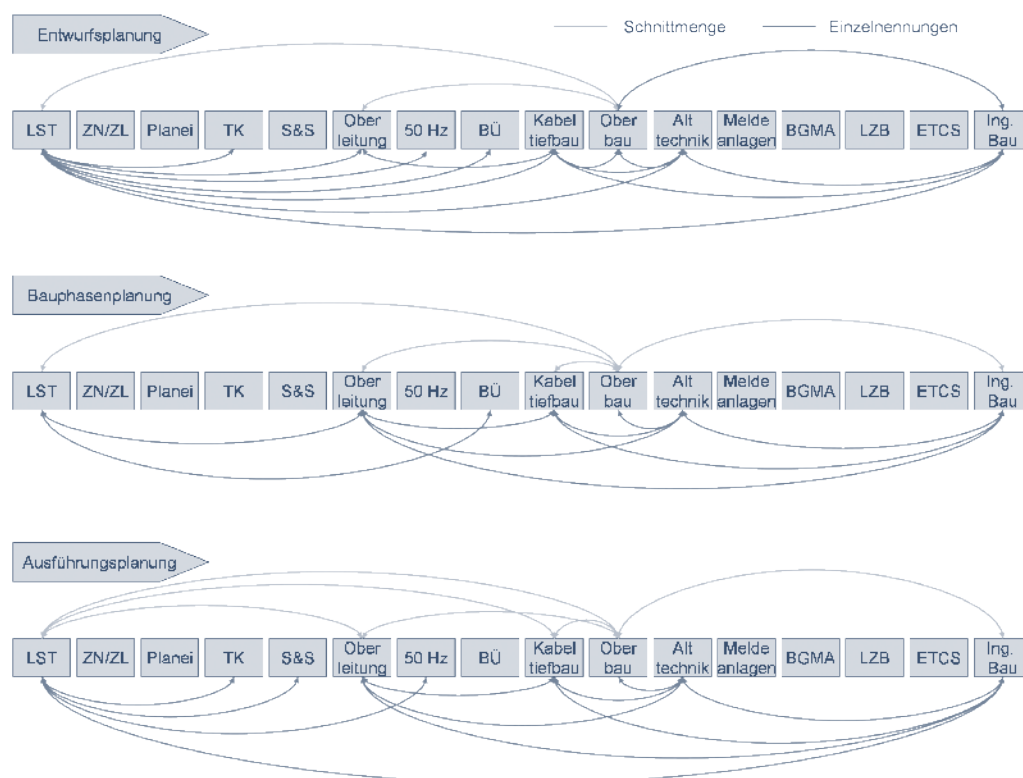 Entwurfsplanung
Schnittmenge
Einzelnennungen
LST
ZN/ZL
Planei
TK
S&S
Ober
leitung
50 Hz
BÜ
Kabel
tiefbau
Ober
bau
Alt
technik
Melde
anlagen
BGMA
LZB
ETCS
Ing.
Bau
Bauphasenplanung
LST
ZN/ZL
Planei
TK
S&S
Ober
leitung
50 Hz
BÜ
Kabel
tiefbau
Ober
bau
Alt
technik
Melde
anlagen
BGMA
LZB
ETCS
Ing.
Bau
Ausführungsplanung
LST
ZN/ZL
Planei
TK
S&S
Ober
leitung
50 Hz
BÜ
Kabel
tiefbau
Ober
bau
Alt
technik
Melde
anlagen
BGMA
LZB
ETCS
Ing.
Bau